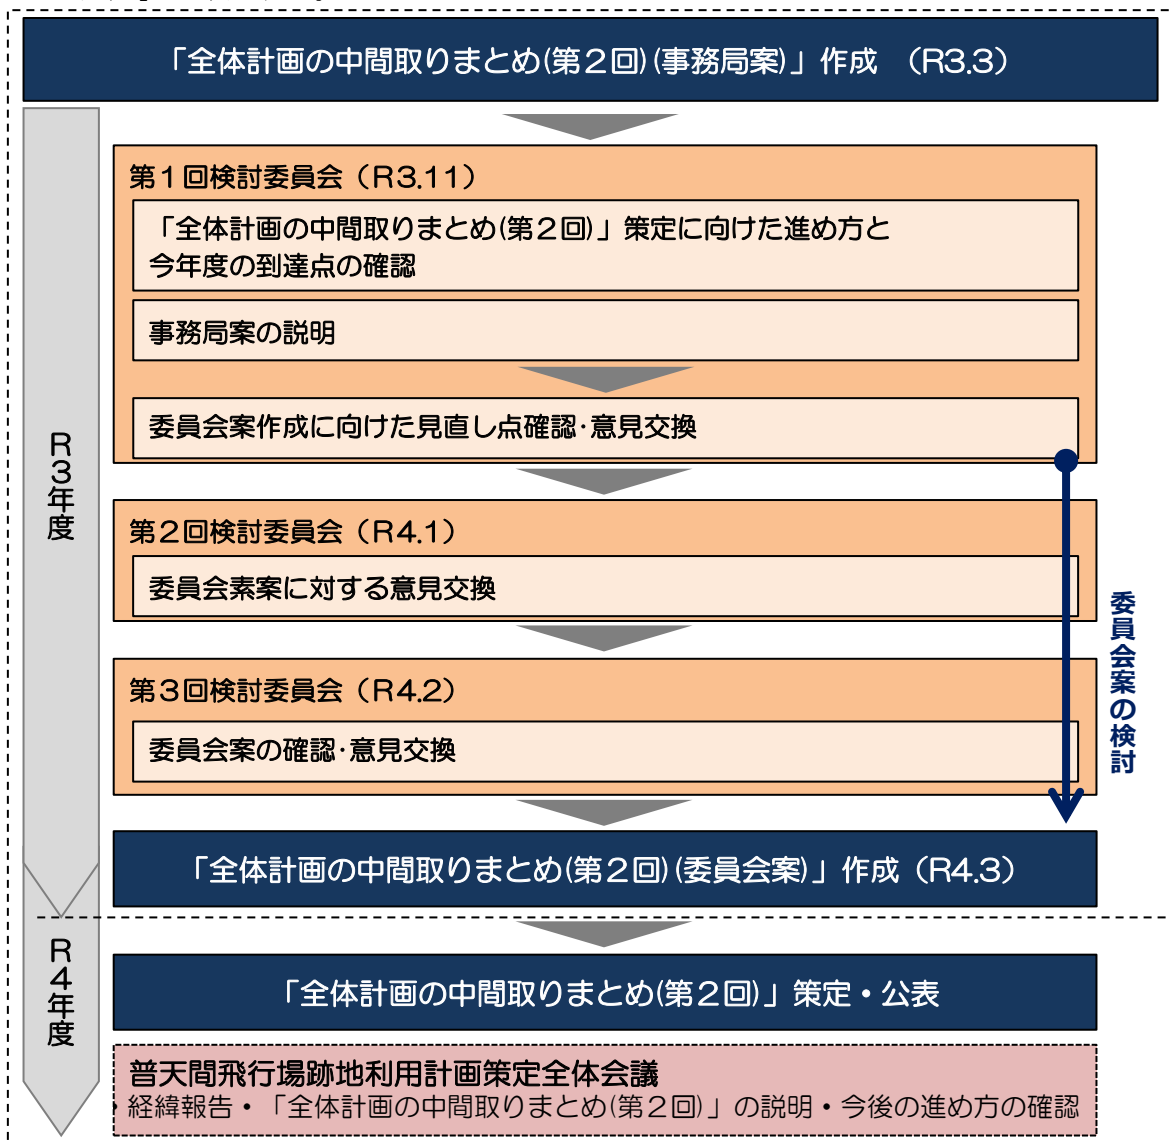 「全体計画の中間取りまとめ(第２回)(事務局案)」作成 （R3.3）
第１回検討委員会（R3.11）
「全体計画の中間取りまとめ(第２回)」策定に向けた進め方と
今年度の到達点の確認
事務局案の説明
委員会案作成に向けた見直し点確認･意見交換
R3年度
第２回検討委員会（R4.1）
委員会素案に対する意見交換
委員会案の検討
第３回検討委員会（R4.2）
委員会案の確認･意見交換
「全体計画の中間取りまとめ(第２回)(委員会案)」作成（R4.3）
R4年度
「全体計画の中間取りまとめ(第２回)」策定・公表
普天間飛行場跡地利用計画策定全体会議
・経緯報告・「全体計画の中間取りまとめ(第２回)」の説明・今後の進め方の確認